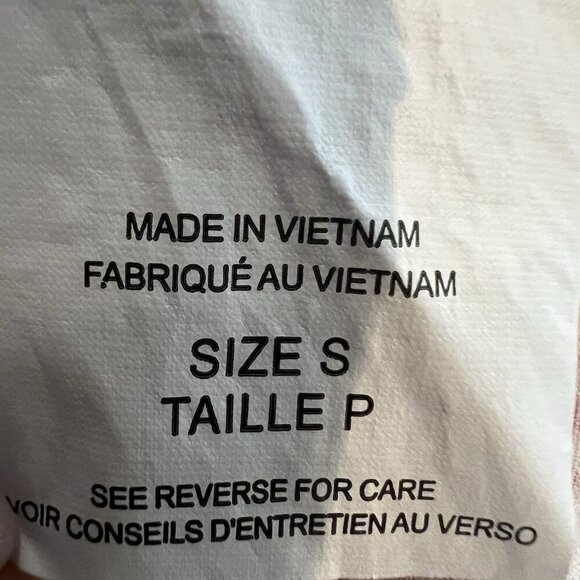 MADE IN VIETNAM
FABRIQUÉ AU VIETNAM
SIZE S
TAILLE P
SEE REVERSE FOR CARE
VOIR CONSEILS D'ENTRETIEN AU VERSO